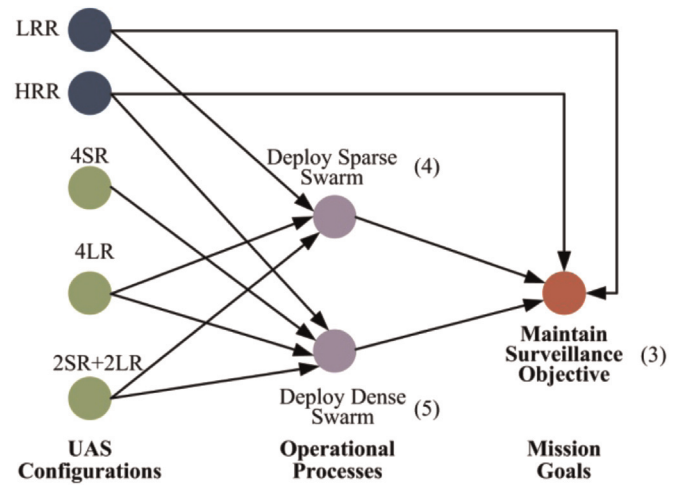 LRR
HRR
4SR
4LR
2SR+2LR
Deploy Sparse
Swarm (4)
Deploy Dense
Swarm (5)
Maintain
Surveillance (3)
Objective
UAS
Configurations
Operational
Processes
Mission
Goals